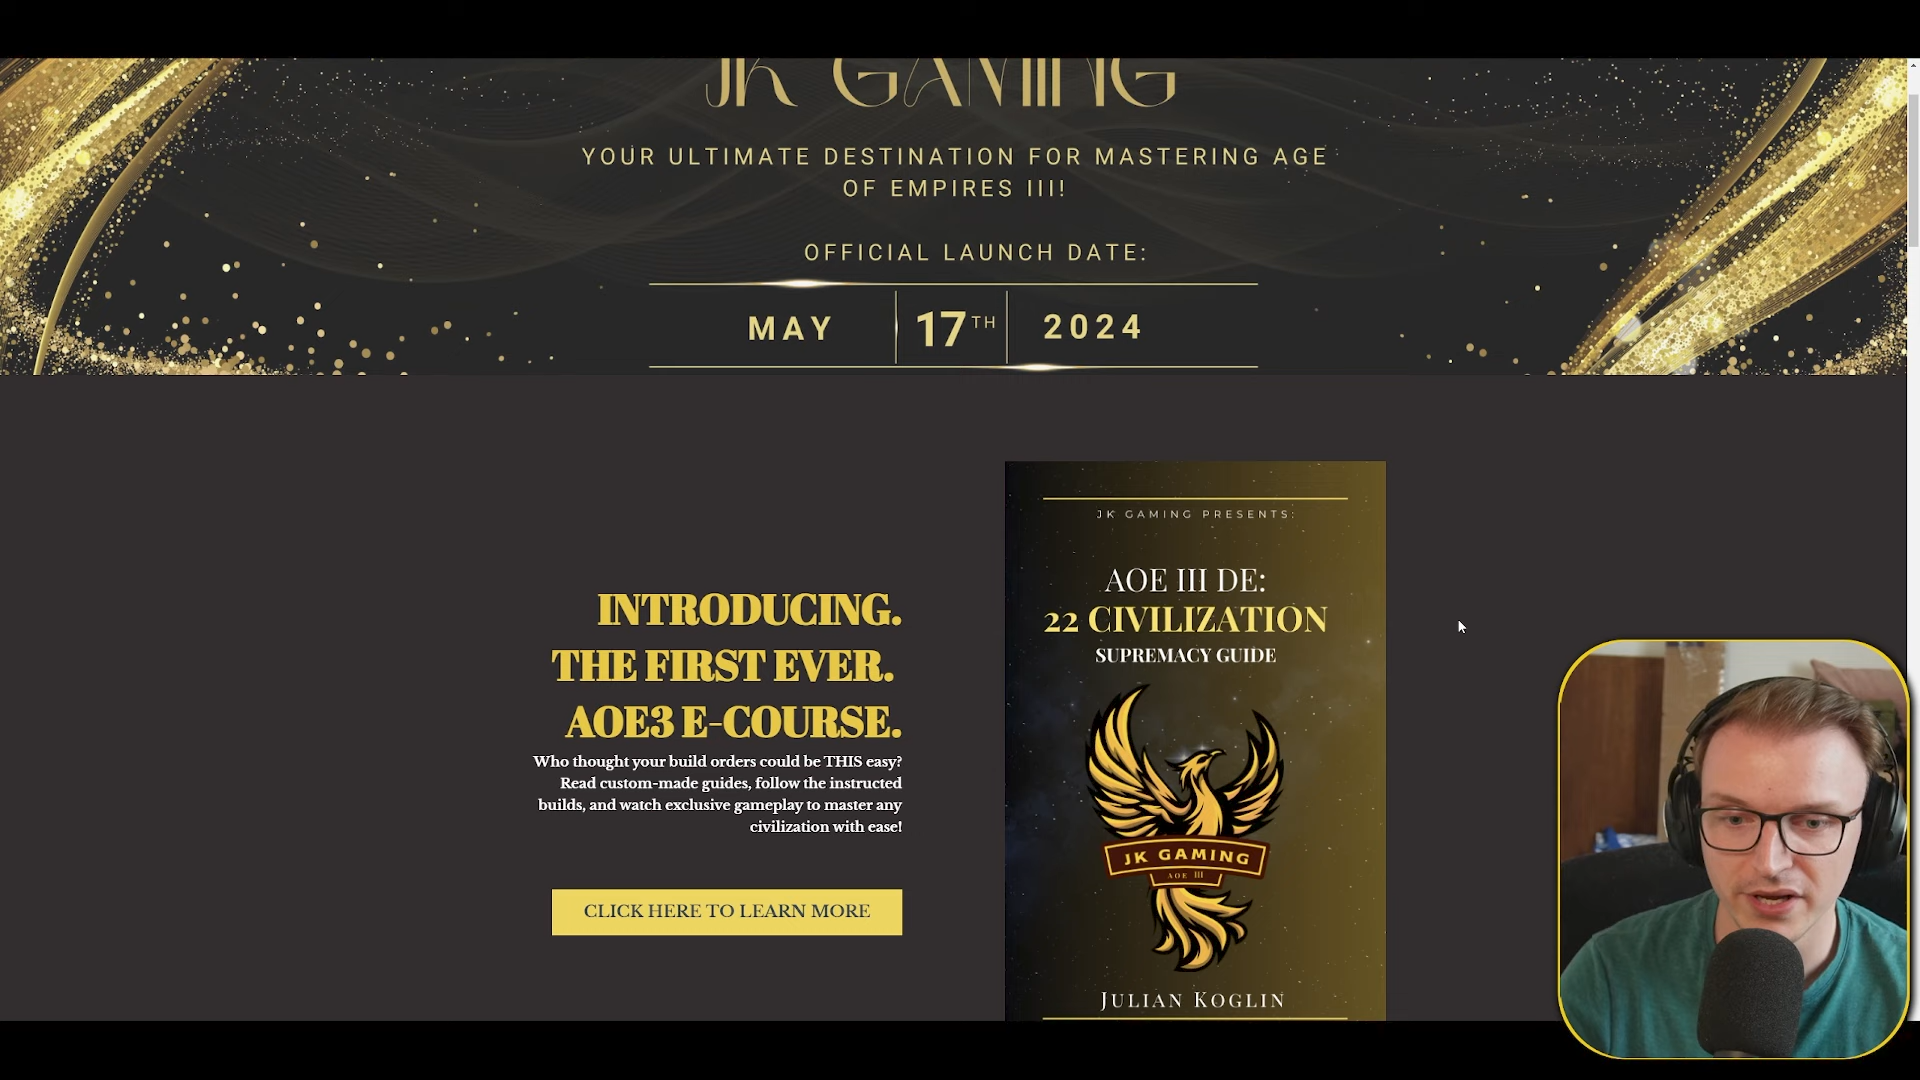 JK GAMING
YOUR ULTIMATE DESTINATION FOR MASTERING AGE
OF EMPIRES III!
OFFICIAL LAUNCH DATE:
MAY 17TH 2024
INTRODUCING.
THE FIRST EVER.
AOE3 E-COURSE.
Who thought your build orders could be THIS easy?
Read custom-made guides, follow the instructed
builds, and watch exclusive gameplay to master any
civilization with ease!
CLICK HERE TO LEARN MORE
JK GAMING PRESENTS:
AOE III DE:
22 CIVILIZATION
SUPREMACY GUIDE
JK GAMING
AOE III
JULIAN KOGLIN